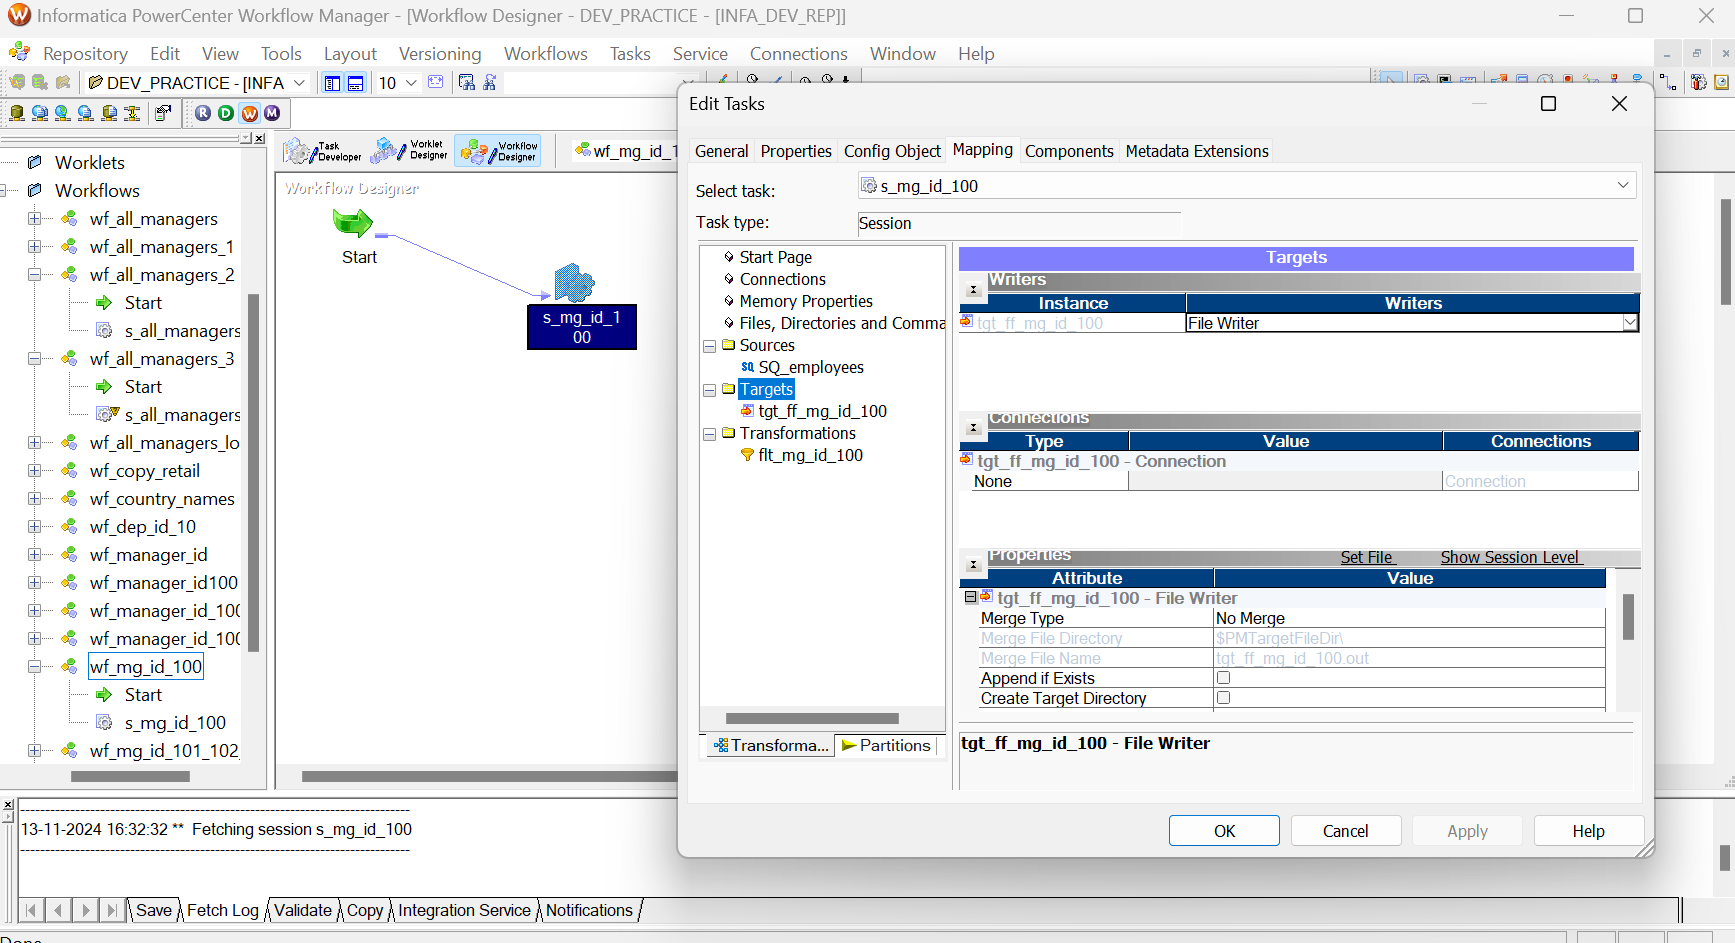 Informatica PowerCenter Workflow Manager - [Workflow Designer - DEV_PRACTICE - [INFA_DEV_REP]]
Repository Edit View Tools Layout Versioning Workflows Tasks Service Connections Window Help
DEV_PRACTICE - [INFA 10
R D W M
Worklets
Workflows
wf_all_managers
wf_all_managers_1
wf_all_managers_2
Start
s_all_managers
wf_all_managers_3
Start
s_all_managers
wf_all_managers_lo
wf_copy_retail
wf_country_names
wf_dep_id_10
wf_manager_id
wf_manager_id100
wf_manager_id_100
wf_manager_id_100
wf_mg_id_100
Start
s_mg_id_100
wf_mg_id_101_102
Task Developer
Worklet Designer
Workflow Designer
wf_mg_id_1
Workflow Designer
Start
s_mg_id_1
00
Edit Tasks
General Properties Config Object Mapping Components Metadata Extensions
Select task: s_mg_id_100
Task type: Session
Start Page
Connections
Memory Properties
Files, Directories and Comma
Sources
SQ SQ_employees
Targets
tgt_ff_mg_id_100
Transformations
flt_mg_id_100
Transforma... Partitions
Targets
Writers
Instance Writers
tgt_ff_mg_id_100 File Writer
Connections
Type Value Connections
tgt_ff_mg_id_100 - Connection
None Connection
Properties Set File Show Session Level
Attribute Value
tgt_ff_mg_id_100 - File Writer
Merge Type No Merge
Merge File Directory $PMTargetFileDir\
Merge File Name tgt_ff_mg_id_100.out
Append if Exists
Create Target Directory
tgt_ff_mg_id_100 - File Writer
OK Cancel Apply Help
13-11-2024 16:32:32 ** Fetching session s_mg_id_100
Save Fetch Log Validate Copy Integration Service Notifications
Done